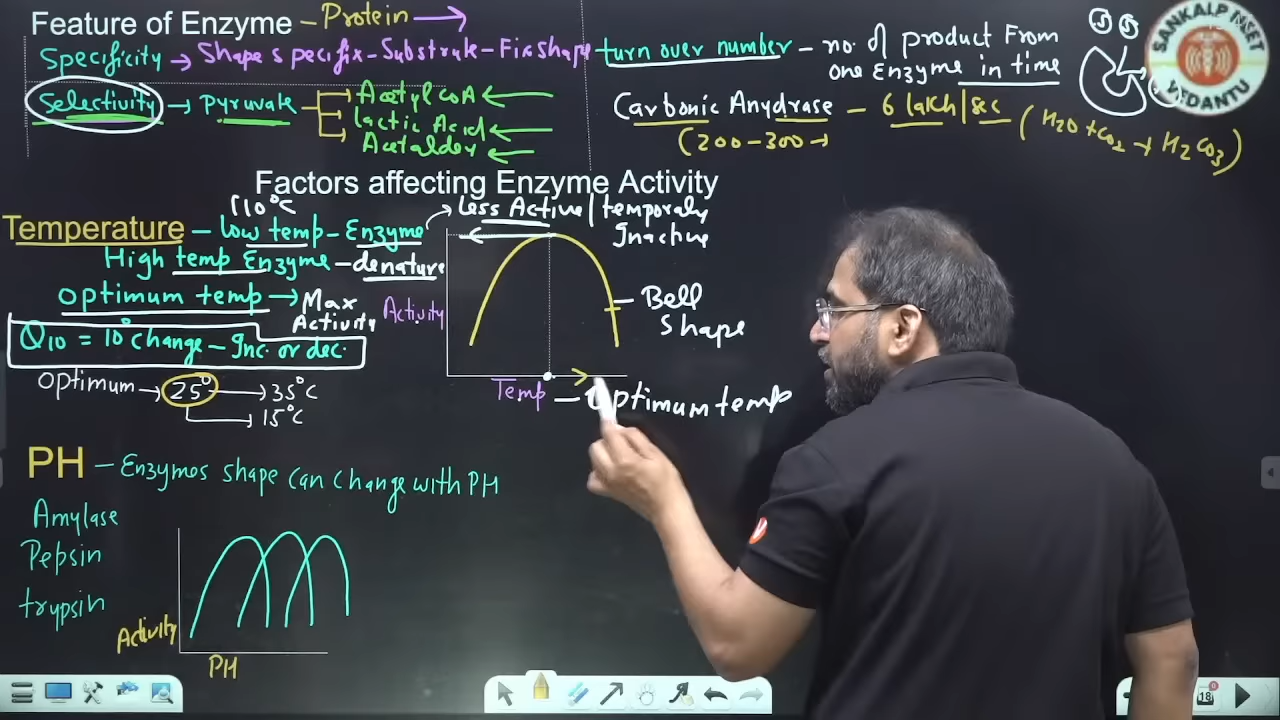 Feature of Enzyme – Protein →
Specificity → Shape specifix – Substrate – Fix shape
Selectivity → Pyruvate → Acetyl CoA ←
lactic Acid ←
Acetaldey ←
turn over number – no. of product From
one Enzyme in time
S S
Carbonic Anydrase – 6 lakh/sec (H2O + CO2 → H2CO3)
(200 – 300 →
SANKALP NEET
VEDANTU
Factors affecting Enzyme Activity
↑10°C
Temperature – low temp – Enzyme → less Active / temporaly
Inactive
High temp Enzyme – denature
optimum temp → Max
Activity
Q10 = 10° change – Inc. or dec.
optimum → 25° → 35°C
→ 15°C
Activity
Bell
Shape
Temp – Optimum temp
PH – Enzymes shape can change with PH
Amylase
Pepsin
trypsin
Activity
PH
18